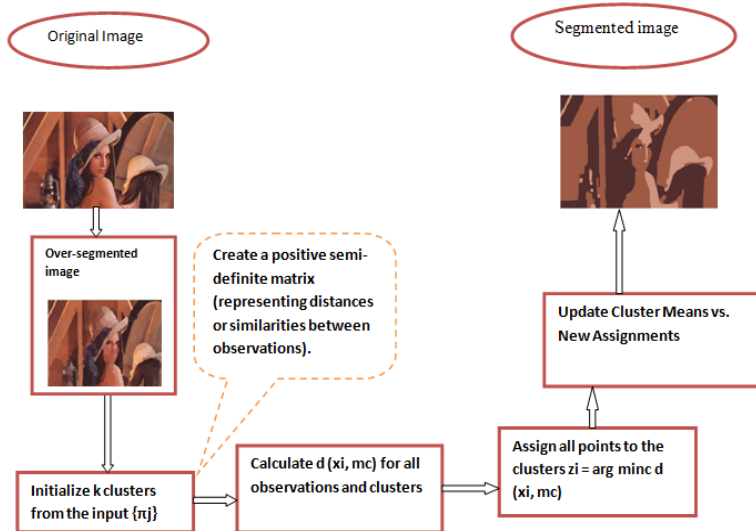 Original Image
Segmented image
Over-segmented
image
Create a positive semi-
definite matrix
(representing distances
or similarities between
observations).
Update Cluster Means vs.
New Assignments
Initialize k clusters
from the input {πj}
Calculate d (xi, mc) for all
observations and clusters
Assign all points to the
clusters zi = arg minc d
(xi, mc)